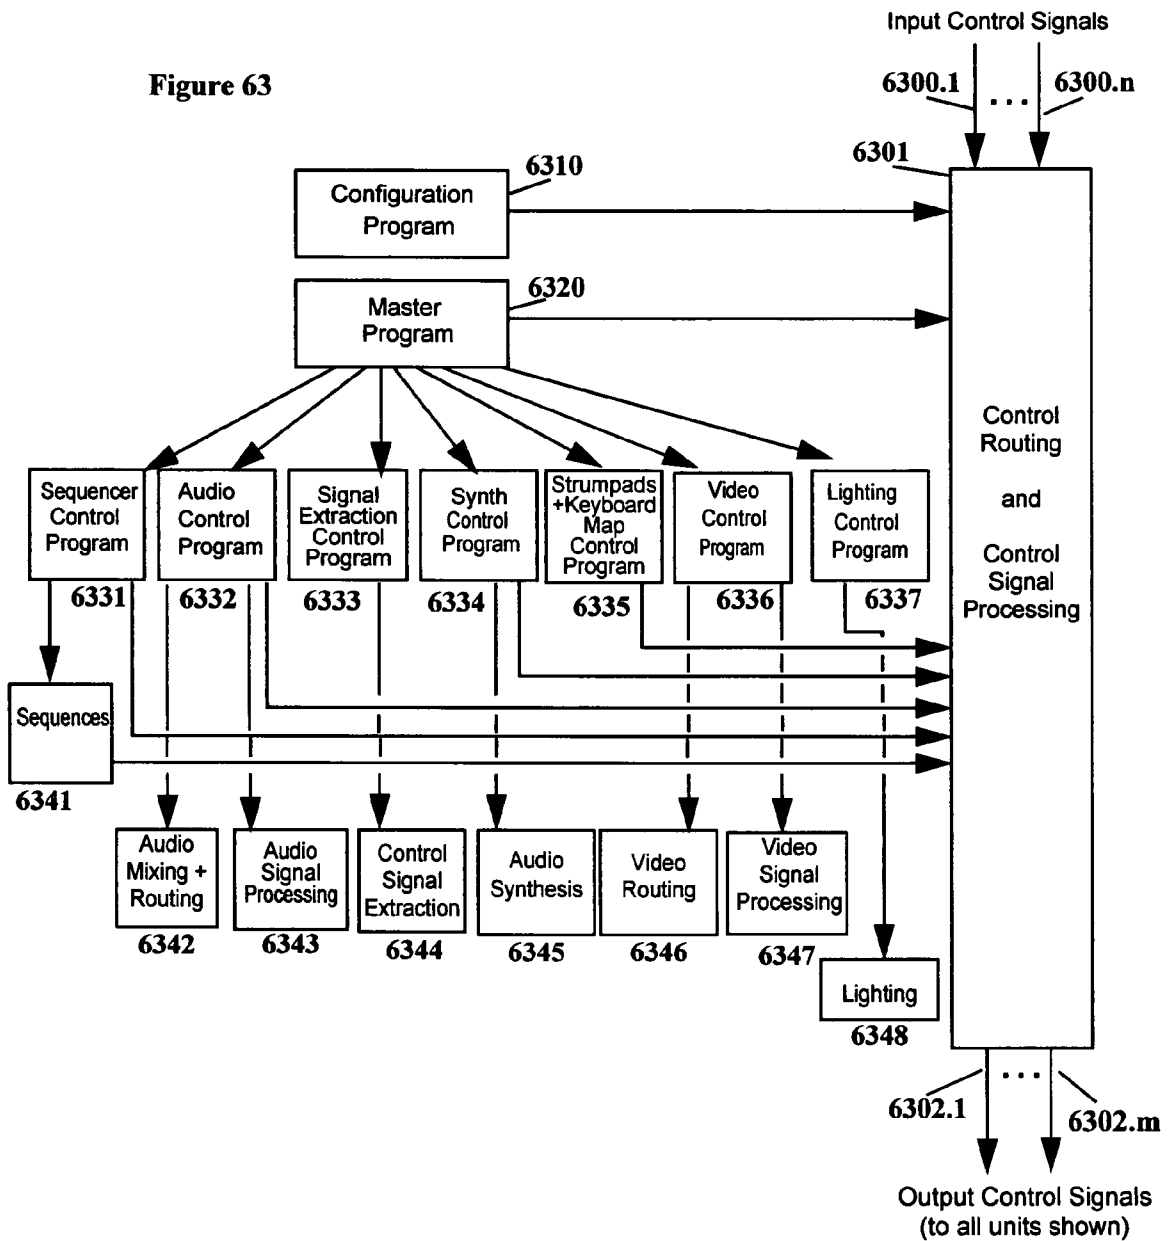 Input Control Signals
Figure 63
6300.1
...
6300.n
6301
6310
Configuration
Program
6320
Master
Program
Control
Routing
and
Control
Signal
Processing
Sequencer
Control
Program
Audio
Control
Program
Signal
Extraction
Control
Program
Synth
Control
Program
Strumpads
+Keyboard
Map
Control
Program
Video
Control
Program
Lighting
Control
Program
6331
6332
6333
6334
6335
6336
6337
Sequences
6341
Audio
Mixing +
Routing
Audio
Signal
Processing
Control
Signal
Extraction
Audio
Synthesis
Video
Routing
Video
Signal
Processing
6342
6343
6344
6345
6346
6347
Lighting
6348
6302.1
...
6302.m
Output Control Signals
(to all units shown)